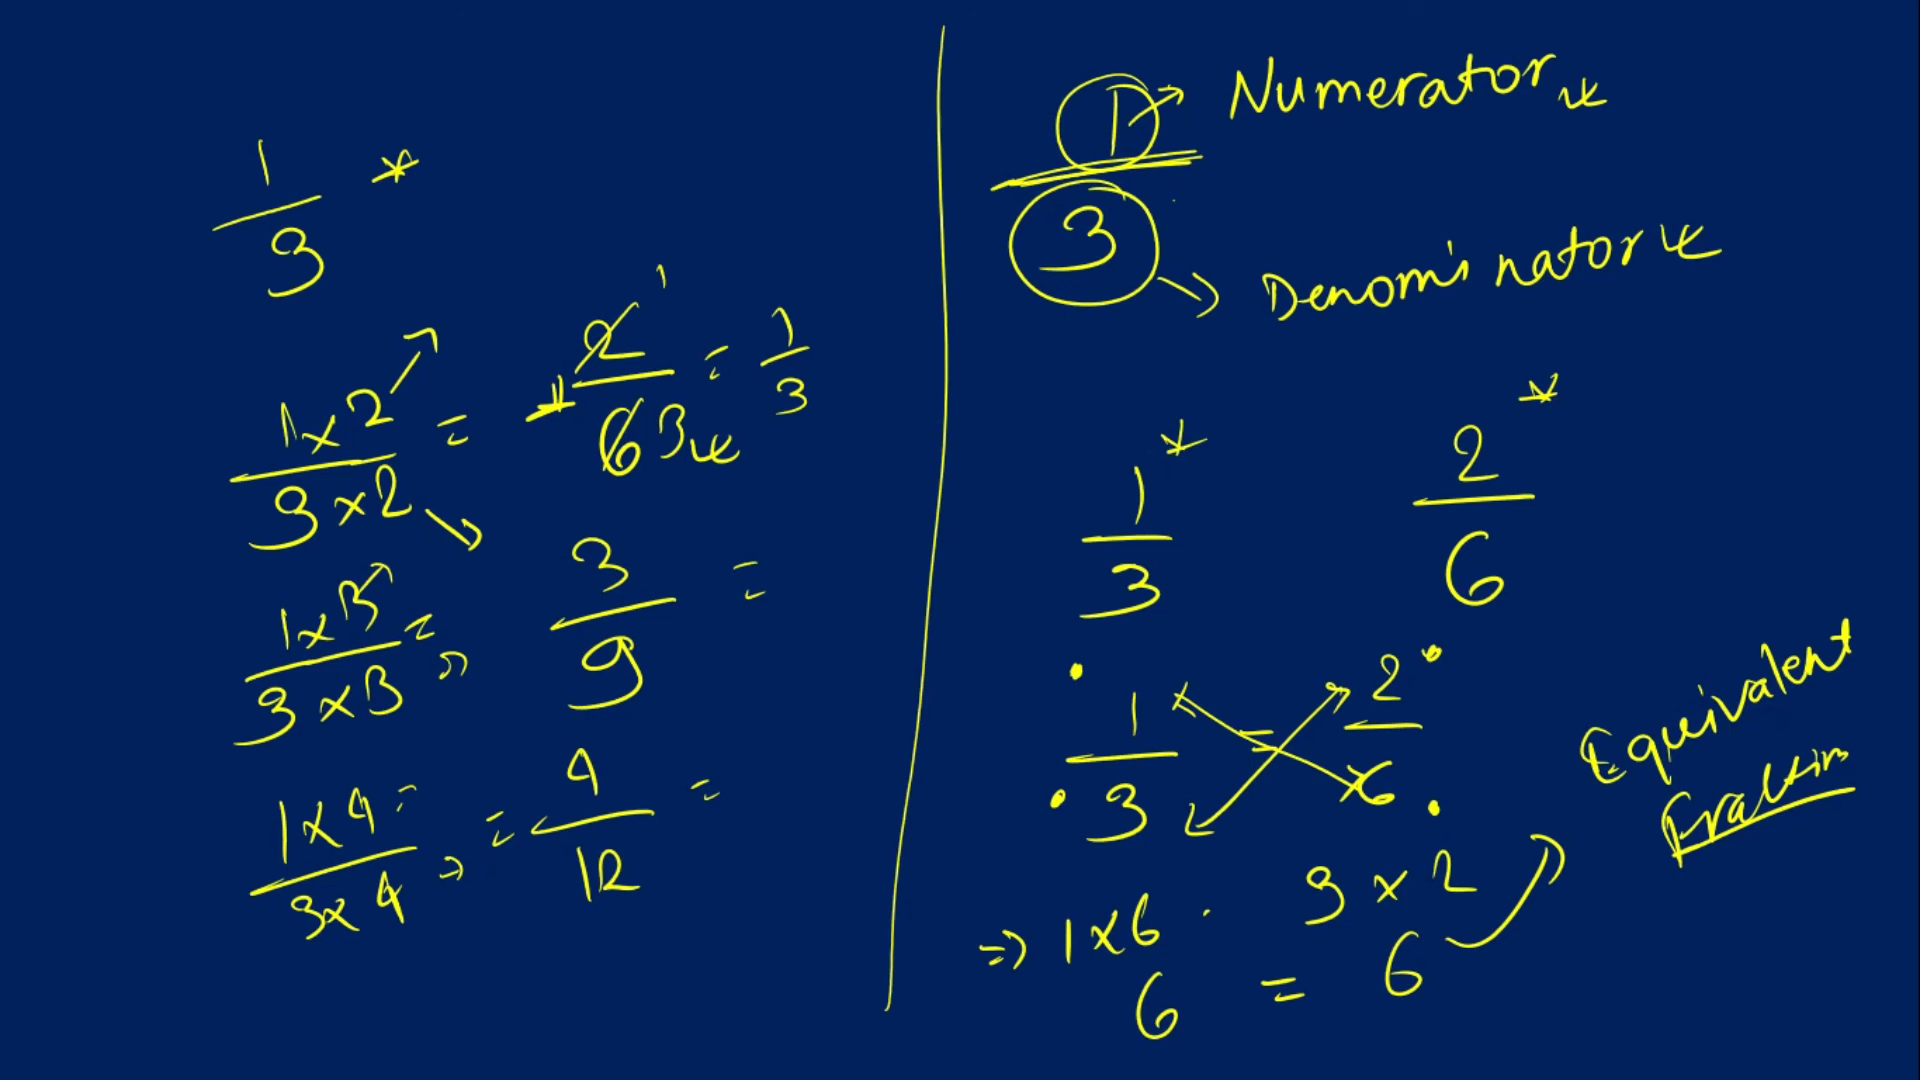 1/3 *
1×2/3×2 = 2/6 1 3 = 1/3
1×3/3×3 = 3/9 =
1×4/3×4 = 4/12 =
1 → Numerator
3 → Denominator
1/3 2/6
1/3 = 2/6
⇒ 1×6 3×2
6 = 6
Equivalent
Fraction